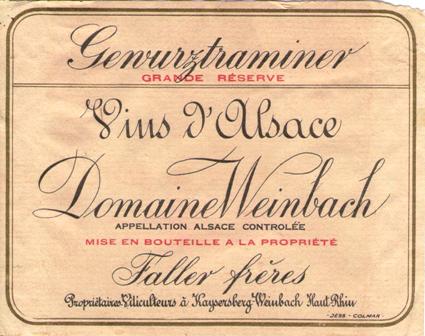 Gewurztraminer
GRANDE RÉSERVE
Vins d'Alsace
Domaine Weinbach
APPELLATION ALSACE CONTROLÉE
MISE EN BOUTEILLE A LA PROPRIÉTÉ
Faller frères
Propriétaires-Viticulteurs à Kaysersberg-Weinbach Haut Rhin
- JESS - COLMAR -